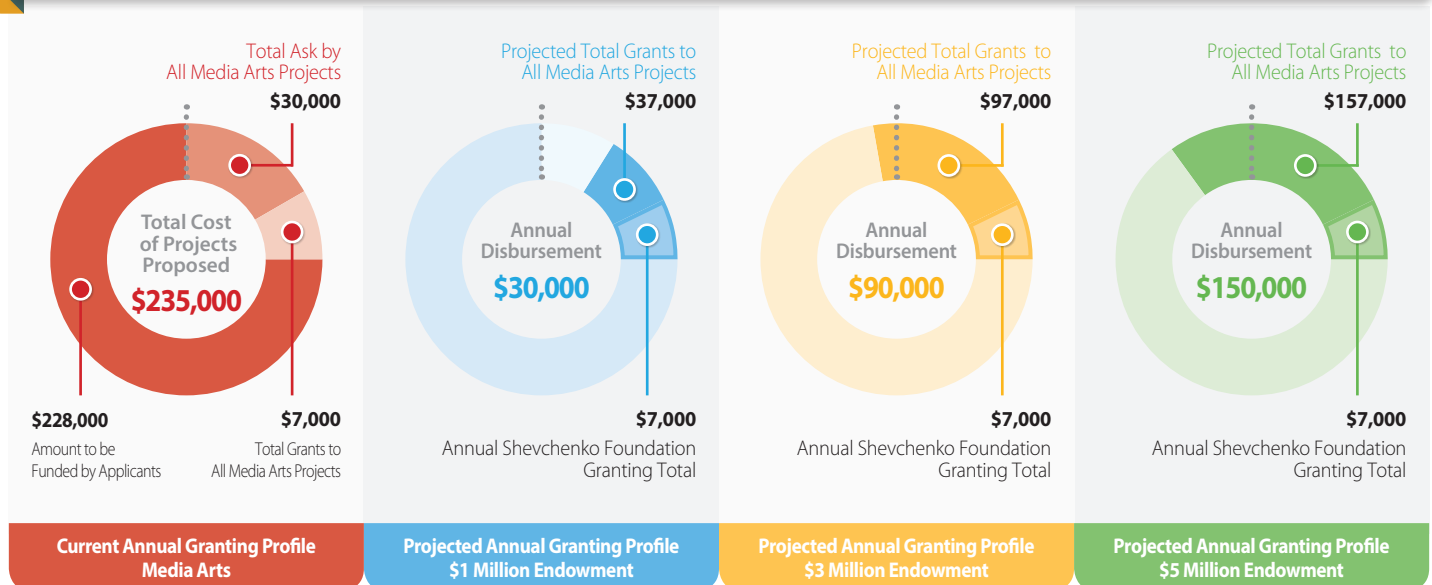 Total Ask by
All Media Arts Projects
$30,000
Total Cost
of Projects
Proposed
$235,000
$228,000
Amount to be
Funded by Applicants
$7,000
Total Grants to
All Media Arts Projects
Current Annual Granting Profile
Media Arts
Projected Total Grants to
All Media Arts Projects
$37,000
Annual
Disbursement
$30,000
$7,000
Annual Shevchenko Foundation
Granting Total
Projected Annual Granting Profile
$1 Million Endowment
Projected Total Grants to
All Media Arts Projects
$97,000
Annual
Disbursement
$90,000
$7,000
Annual Shevchenko Foundation
Granting Total
Projected Annual Granting Profile
$3 Million Endowment
Projected Total Grants to
All Media Arts Projects
$157,000
Annual
Disbursement
$150,000
$7,000
Annual Shevchenko Foundation
Granting Total
Projected Annual Granting Profile
$5 Million Endowment